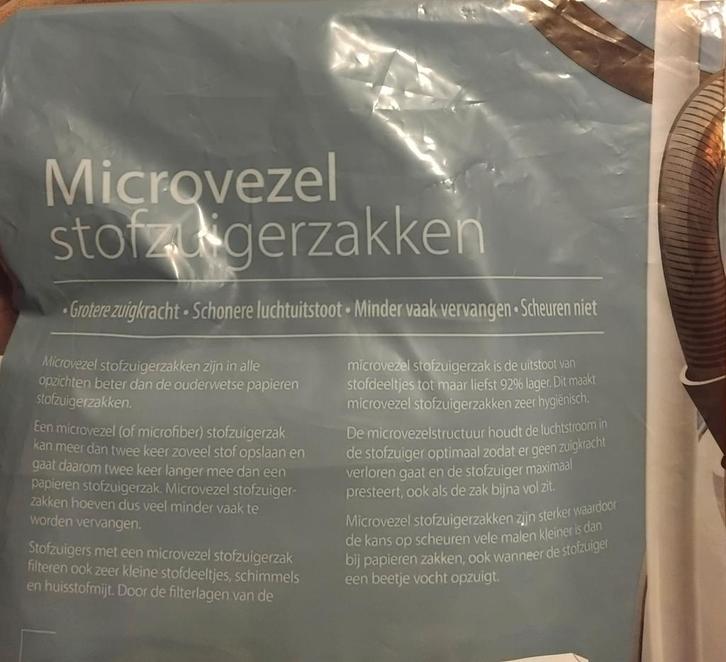 Microvezel
stofzuigerzakken
• Grotere zuigkracht • Schonere luchtuitstoot • Minder vaak vervangen • Scheuren niet
Microvezel stofzuigerzakken zijn in alle
opzichten beter dan de ouderwetse papieren
stofzuigerzakken.
Een microvezel (of microfiber) stofzuigerzak
kan meer dan twee keer zoveel stof opslaan en
gaat daarom twee keer langer mee dan een
papieren stofzuigerzak. Microvezel stofzuiger-
zakken hoeven dus veel minder vaak te
worden vervangen.
Stofzuigers met een microvezel stofzuigerzak
filteren ook zeer kleine stofdeeltjes, schimmels
en huisstofmijt. Door de filterlagen van de
microvezel stofzuigerzak is de uitstoot van
stofdeeltjes tot maar liefst 92% lager. Dit maakt
microvezel stofzuigerzakken zeer hygiënisch.
De microvezelstructuur houdt de luchtstroom in
de stofzuiger optimaal zodat er geen zuigkracht
verloren gaat en de stofzuiger maximaal
presteert, ook als de zak bijna vol zit.
Microvezel stofzuigerzakken zijn sterker waardoor
de kans op scheuren vele malen kleiner is dan
bij papieren zakken, ook wanneer de stofzuiger
een beetje vocht opzuigt.